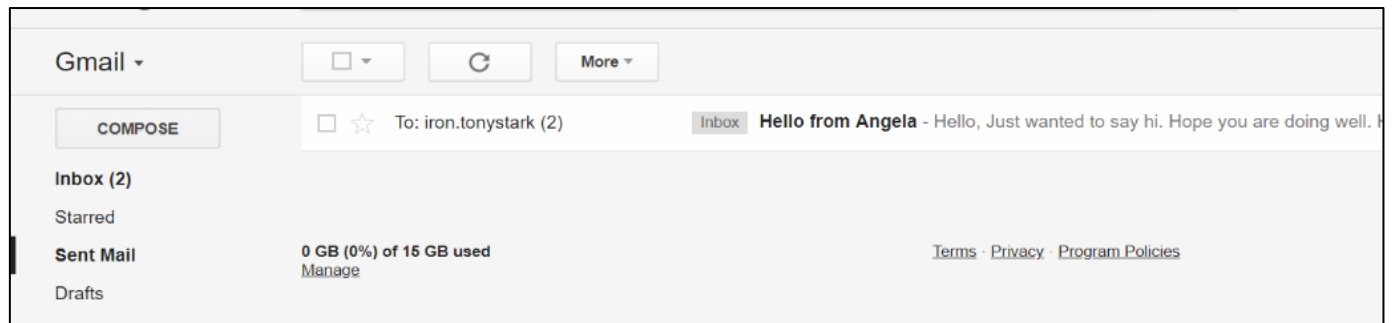 Gmail
More
COMPOSE
To: iron.tonystark (2) Inbox Hello from Angela - Hello, Just wanted to say hi. Hope you are doing well.
Inbox (2)
Starred
Sent Mail
0 GB (0%) of 15 GB used
Manage
Terms · Privacy · Program Policies
Drafts